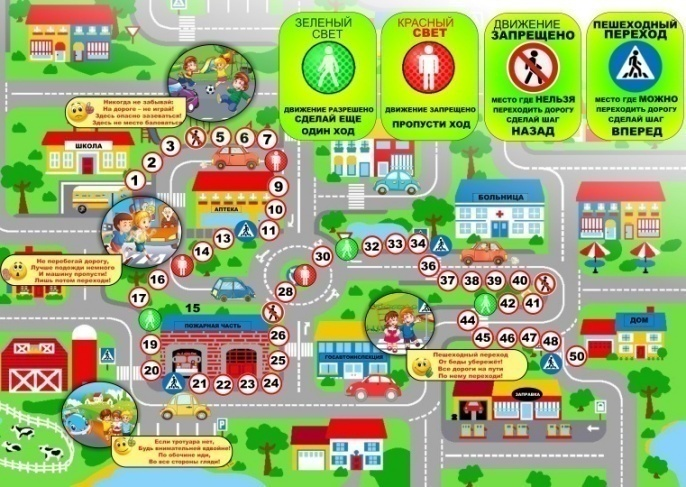 ЗЕЛЕНЫЙ
СВЕТ
ДВИЖЕНИЕ РАЗРЕШЕНО
СДЕЛАЙ ЕЩЕ
ОДИН ХОД
КРАСНЫЙ
СВЕТ
ДВИЖЕНИЕ ЗАПРЕЩЕНО
ПРОПУСТИ ХОД
ДВИЖЕНИЕ
ЗАПРЕЩЕНО
МЕСТО ГДЕ НЕЛЬЗЯ
ПЕРЕХОДИТЬ ДОРОГУ
СДЕЛАЙ ШАГ
НАЗАД
ПЕШЕХОДНЫЙ
ПЕРЕХОД
МЕСТО ГДЕ МОЖНО
ПЕРЕХОДИТЬ ДОРОГУ
СДЕЛАЙ ШАГ
ВПЕРЕД
Никогда не забывай:
На дороге – не играй!
Здесь опасно зазеваться!
Здесь не место баловаться!
ШКОЛА
1
2
3
5
6
7
9
10
11
АПТЕКА
13
14
Не перебегай дорогу,
Лучше подожди немного
И машину пропусти!
Лишь потом переходи!
16
17
15
ПОЖАРНАЯ ЧАСТЬ
19
20
21
22
23
24
25
26
28
30
32
33
34
36
37
38
39
40
41
42
44
45
46
47
48
50
БОЛЬНИЦА
ДОМ
ГОСАВТОИНСПЕКЦИЯ
Пешеходный переход
От беды убережёт!
Все дороги на пути
По нему переходи!
ЗАПРАВКА
P
Если тротуара нет,
Будь внимательней вдвойне!
По обочине иди,
Во все стороны гляди!